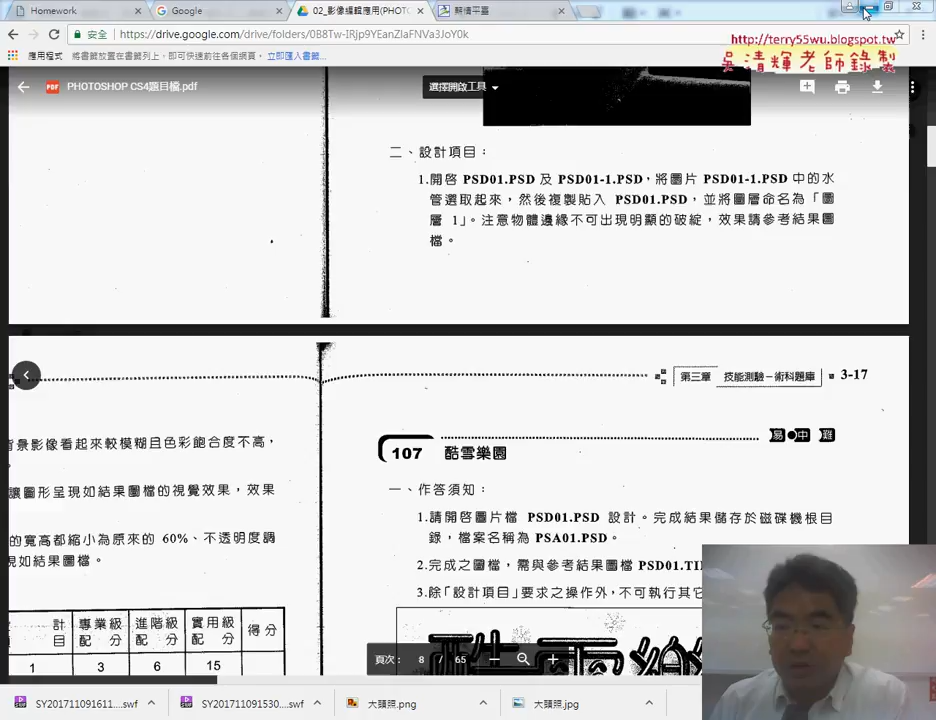 Homework
Google
02_影像編輯應用(PHOT
https://drive.google.com/drive/folders/0B8Tw-IRjp9YEanZlaFNVa3JoY0k
安全
應用程式
將書籤放置在書籤列上，即可快速前往各個網頁。
立即匯入書籤...
http://terry55wu.blogspot.tw
吳清輝老師錄製
PHOTOSHOP CS4題目檔.pdf
選擇開啟工具
二、設計項目：
1.開啓 PSD01.PSD 及 PSD01-1.PSD，將圖片 PSD01-1.PSD 中的水
管選取起來，然後複製貼入 PSD01.PSD，並將圖層命名為「圖
層 1」。注意物體邊緣不可出現明顯的破綻，效果請參考結果圖
檔。
第三章 技能測驗－術科題庫 3-17
背景影像看起來較模糊且色彩飽合度不高，
讓圖形呈現如結果圖檔的視覺效果，效果
的寬高都縮小為原來的 60%、不透明度調
現如結果圖檔。
計目 專業級配分 進階級配分 實用級配分 得分
1 3 6 15
易 中 難
107 酷雪樂園
一、作答須知：
1.請開啓圖片檔 PSD01.PSD 設計。完成結果儲存於磁碟機根目
錄，檔案名稱為 PSA01.PSD。
2.完成之圖檔，需與參考結果圖檔 PSD01.TI
3.除「設計項目」要求之操作外，不可執行其它
頁次： 8 / 65
SY201711091611....swf
SY201711091530....swf
大頭照.png
大頭照.jpg